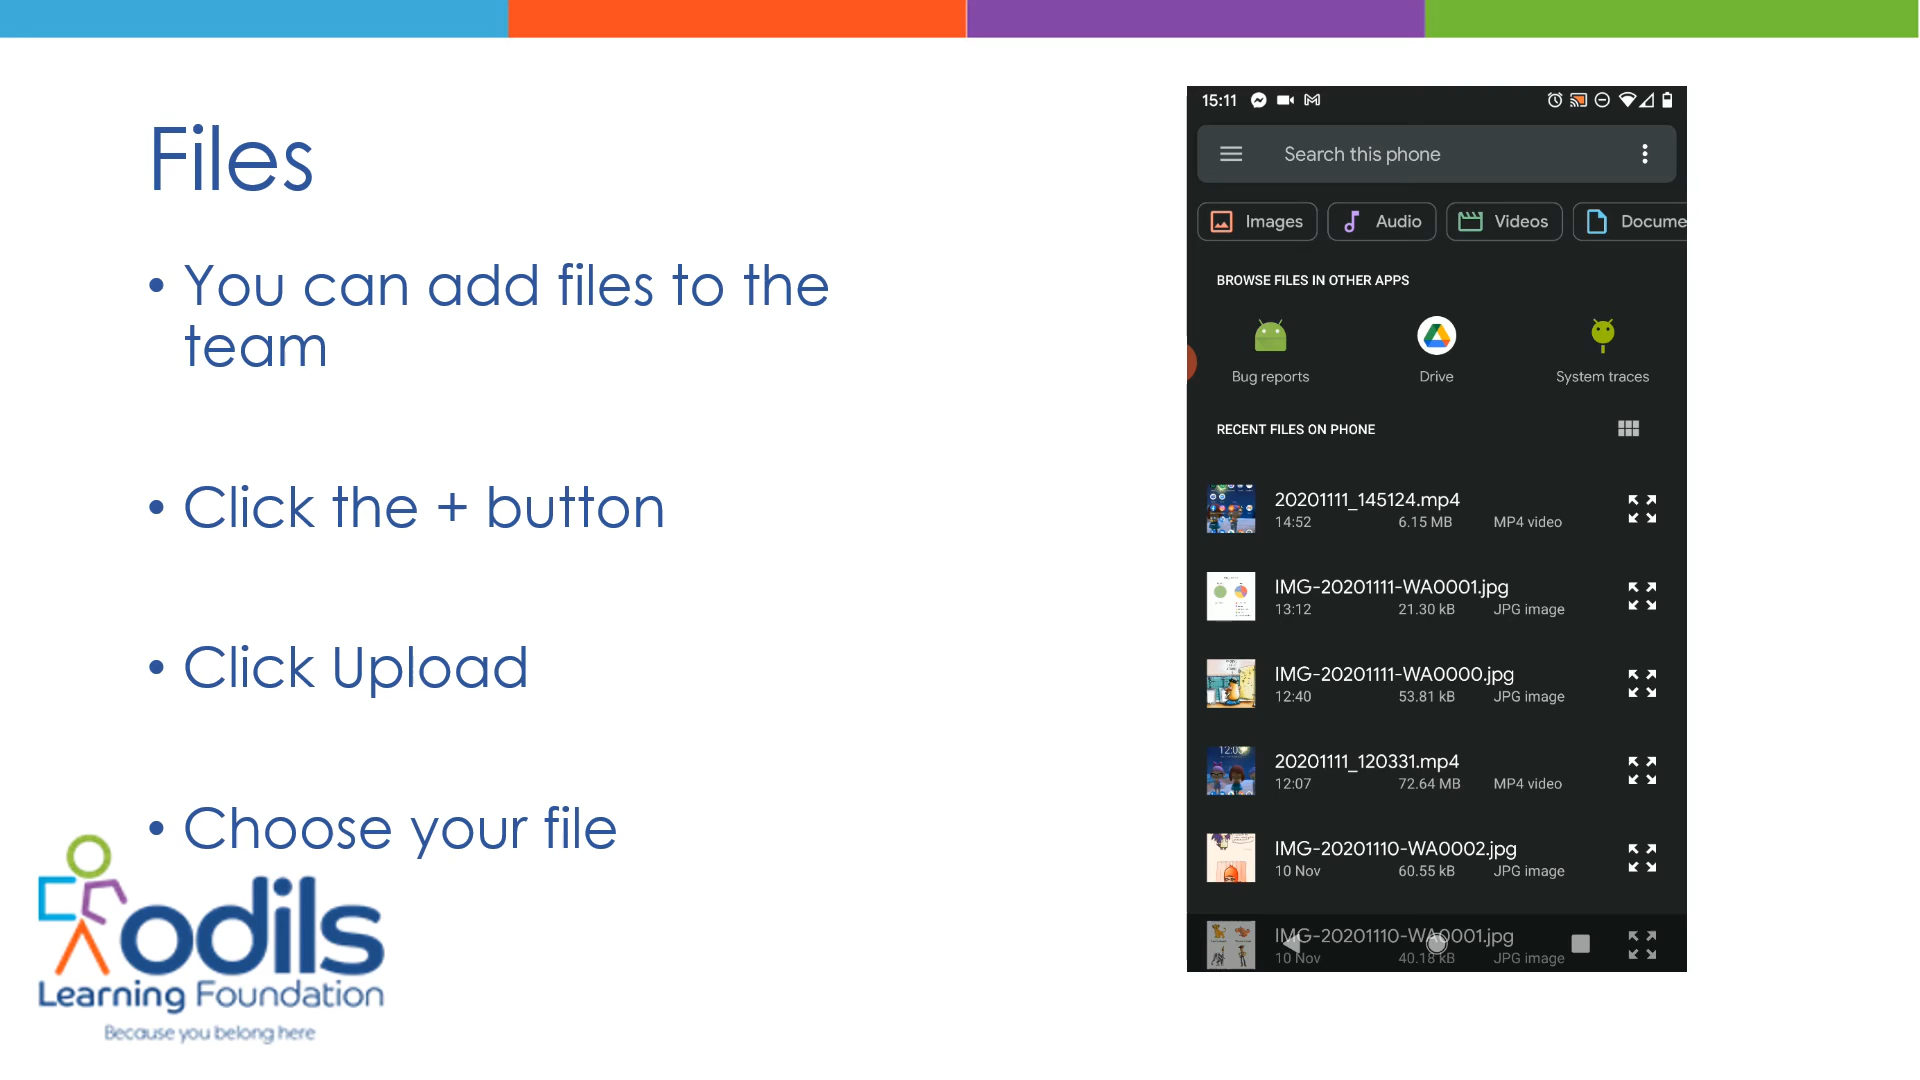 Files
• You can add files to the
team
• Click the + button
• Click Upload
• Choose your file
odils
Learning Foundation
Because you belong here
15:11
Search this phone
Images Audio Videos Docume
BROWSE FILES IN OTHER APPS
Bug reports Drive System traces
RECENT FILES ON PHONE
20201111_145124.mp4
14:52 6.15 MB MP4 video
IMG-20201111-WA0001.jpg
13:12 21.30 kB JPG image
IMG-20201111-WA0000.jpg
12:40 53.81 kB JPG image
20201111_120331.mp4
12:07 72.64 MB MP4 video
IMG-20201110-WA0002.jpg
10 Nov 60.55 kB JPG image
IMG-20201110-WA0001.jpg
10 Nov 40.18 kB JPG image